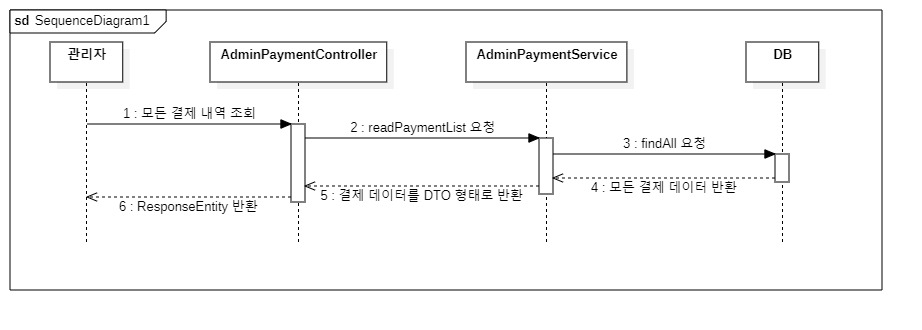 sd SequenceDiagram1
관리자
AdminPaymentController
AdminPaymentService
DB
1 : 모든 결제 내역 조회
2 : readPaymentList 요청
3 : findAll 요청
4 : 모든 결제 데이터 반환
5 : 결제 데이터를 DTO 형태로 반환
6 : ResponseEntity 반환